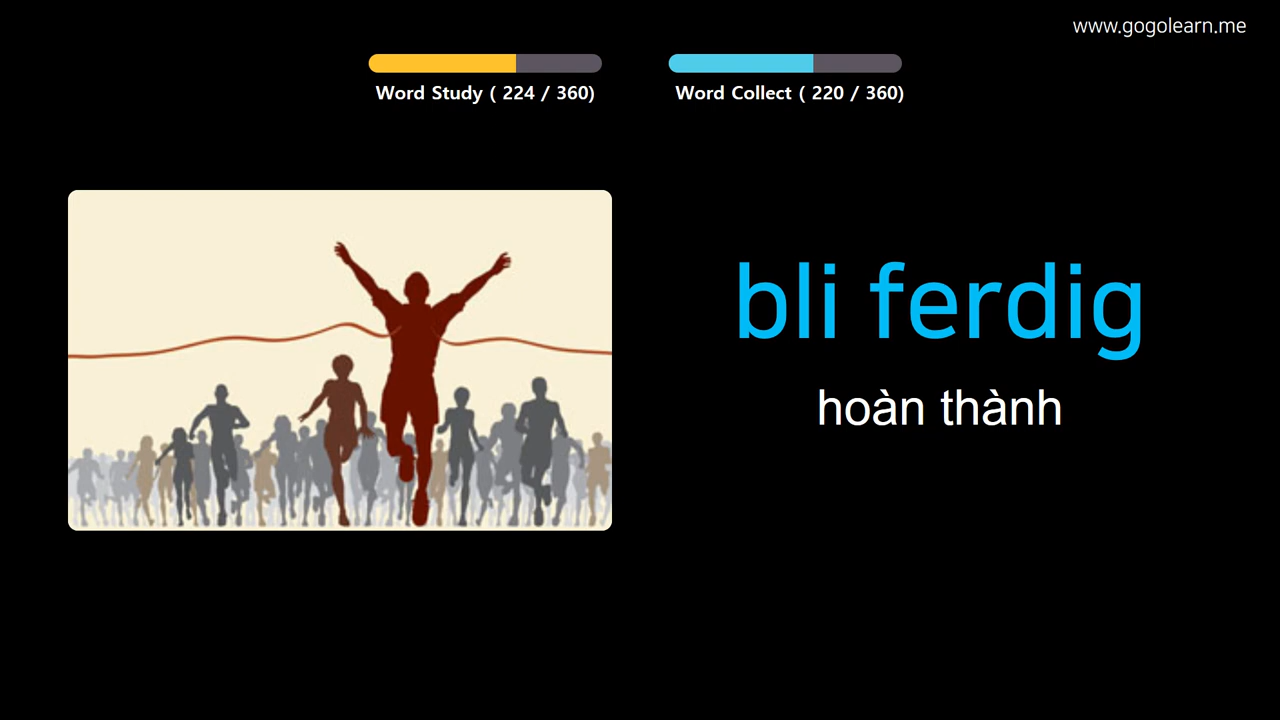 www.gogolearn.me
Word Study ( 224 / 360)
Word Collect ( 220 / 360)
bli ferdig
hoàn thành